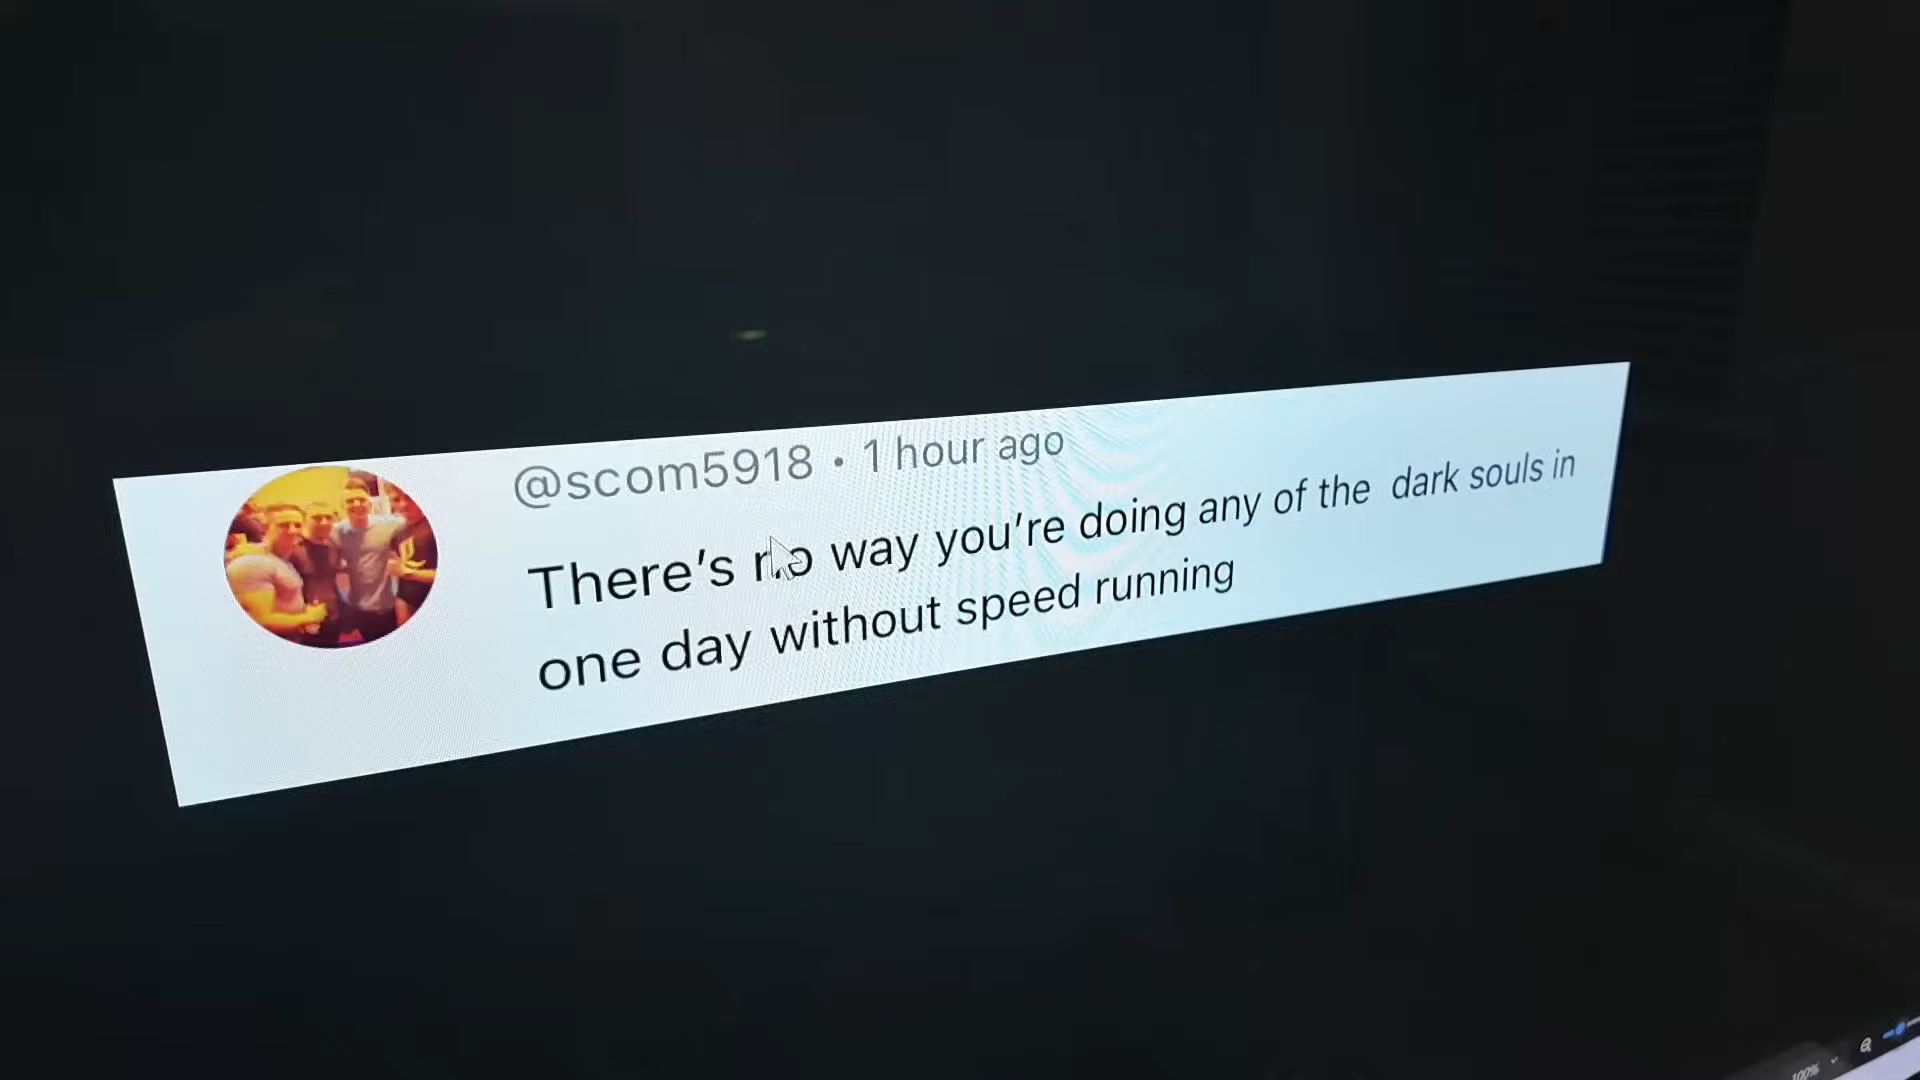 @scom5918 · 1 hour ago
There's no way you're doing any of the dark souls in
one day without speed running
100%